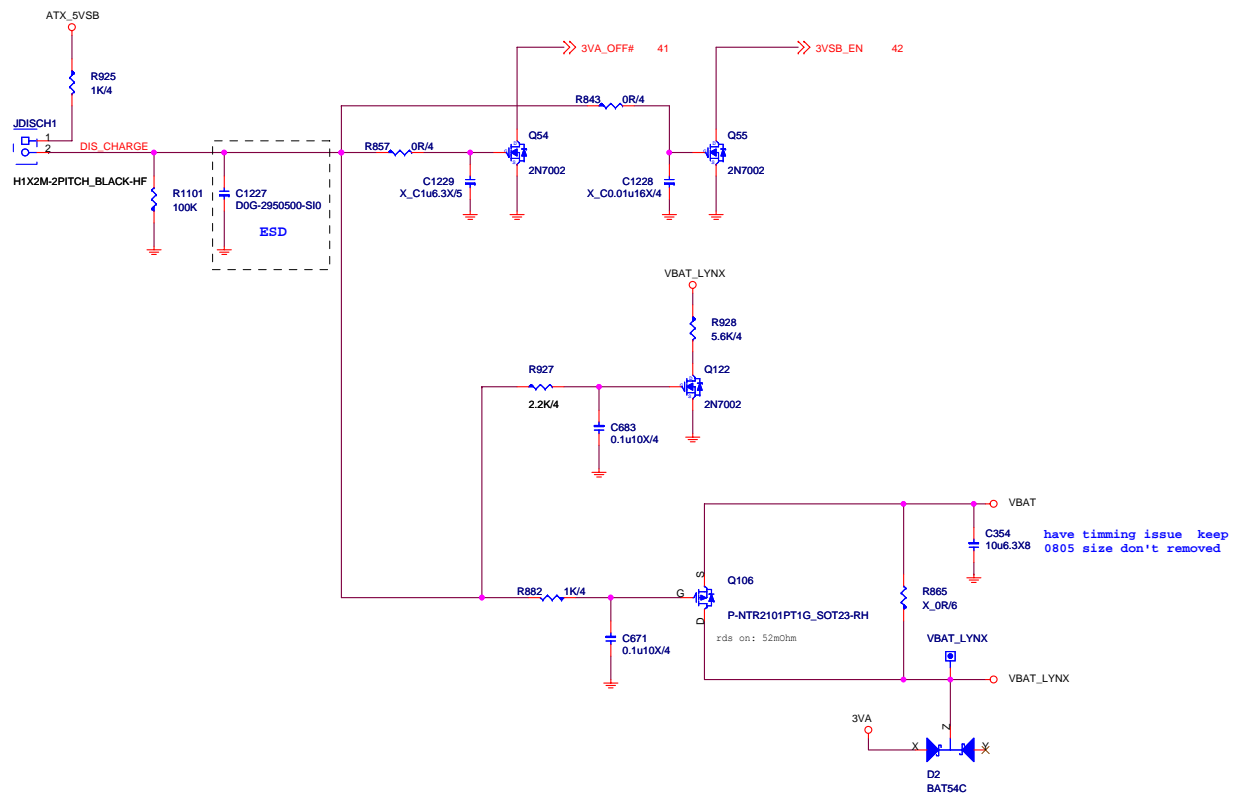 ATX_5VSB
3VA_OFF# 41
3VSB_EN 42
R925
1K/4
R843 0R/4
JDISCH1
1
2
DIS_CHARGE
R857 0R/4
Q54
2N7002
Q55
2N7002
H1X2M-2PITCH_BLACK-HF
R1101
100K
C1227
D0G-2950500-SI0
ESD
C1229
X_C1u6.3X/5
C1228
X_C0.01u16X/4
VBAT_LYNX
R928
5.6K/4
R927
2.2K/4
Q122
2N7002
C683
0.1u10X/4
VBAT
C354
10u6.3X8
have timming issue keep
0805 size don't removed
R882 1K/4
G
S
D
Q106
P-NTR2101PT1G_SOT23-RH
rds on: 52mOhm
R865
X_0R/6
C671
0.1u10X/4
VBAT_LYNX
VBAT_LYNX
3VA
X
Z
Y
D2
BAT54C